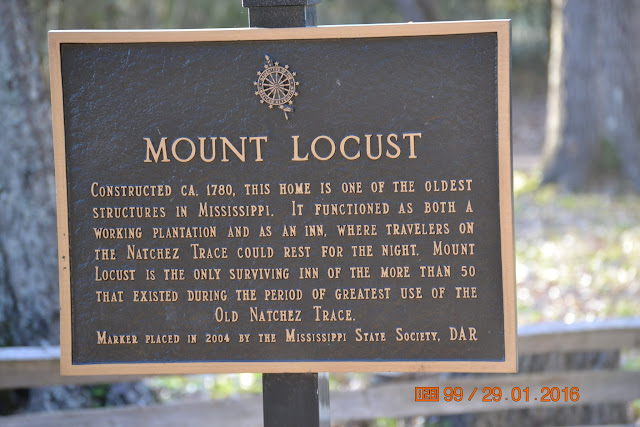 MOUNT LOCUST
CONSTRUCTED CA. 1780, THIS HOME IS ONE OF THE OLDEST
STRUCTURES IN MISSISSIPPI. IT FUNCTIONED AS BOTH A
WORKING PLANTATION AND AS AN INN, WHERE TRAVELERS ON
THE NATCHEZ TRACE COULD REST FOR THE NIGHT. MOUNT
LOCUST IS THE ONLY SURVIVING INN OF THE MORE THAN 50
THAT EXISTED DURING THE PERIOD OF GREATEST USE OF THE
OLD NATCHEZ TRACE.
MARKER PLACED IN 2004 BY THE MISSISSIPPI STATE SOCIETY, DAR
99 / 29.01.2016